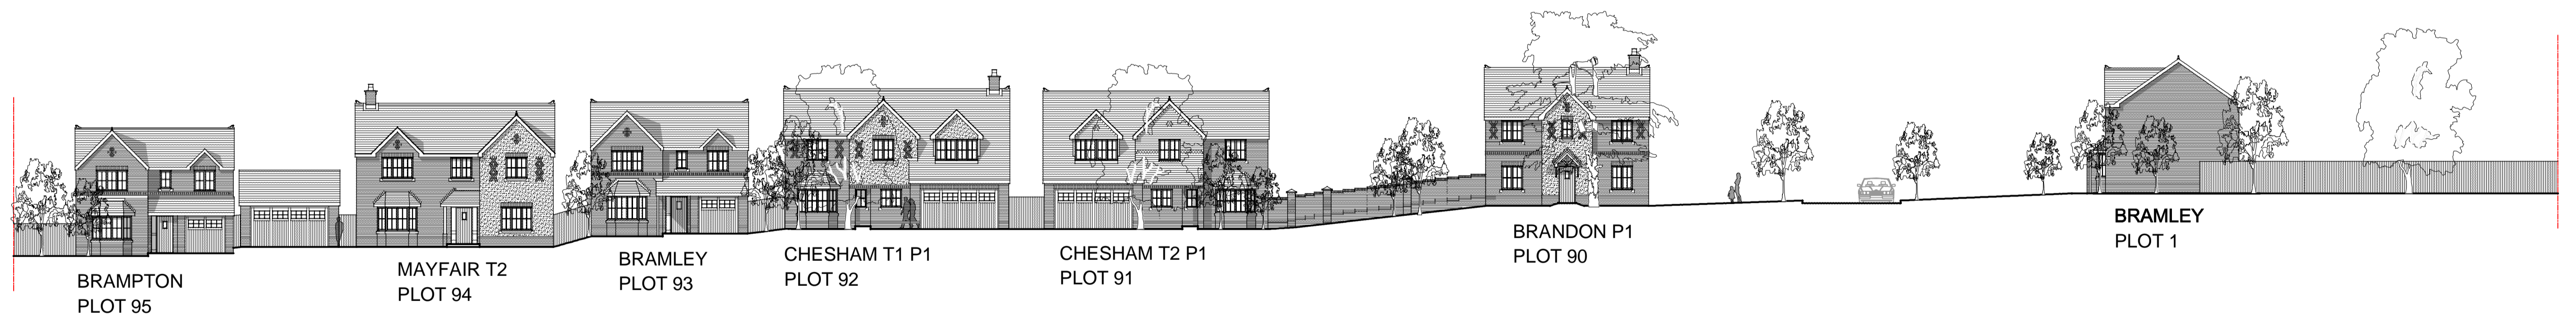 BRAMPTON
PLOT 95
MAYFAIR T2
PLOT 94
BRAMLEY
PLOT 93
CHESHAM T1 P1
PLOT 92
CHESHAM T2 P1
PLOT 91
BRANDON P1
PLOT 90
BRAMLEY
PLOT 1